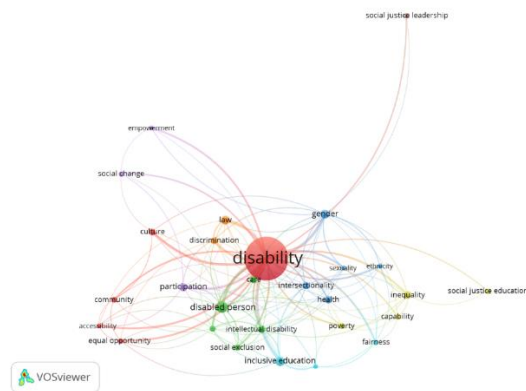 social justice leadership
empowerment
social change
gender
law
culture
discrimination
disability
sexuality
ethnicity
care
participation
intersectionality
inequality
social justice education
community
health
disabled person
capability
accessibility
intellectual disability
poverty
equal opportunity
fairness
social exclusion
inclusive education
VOSviewer